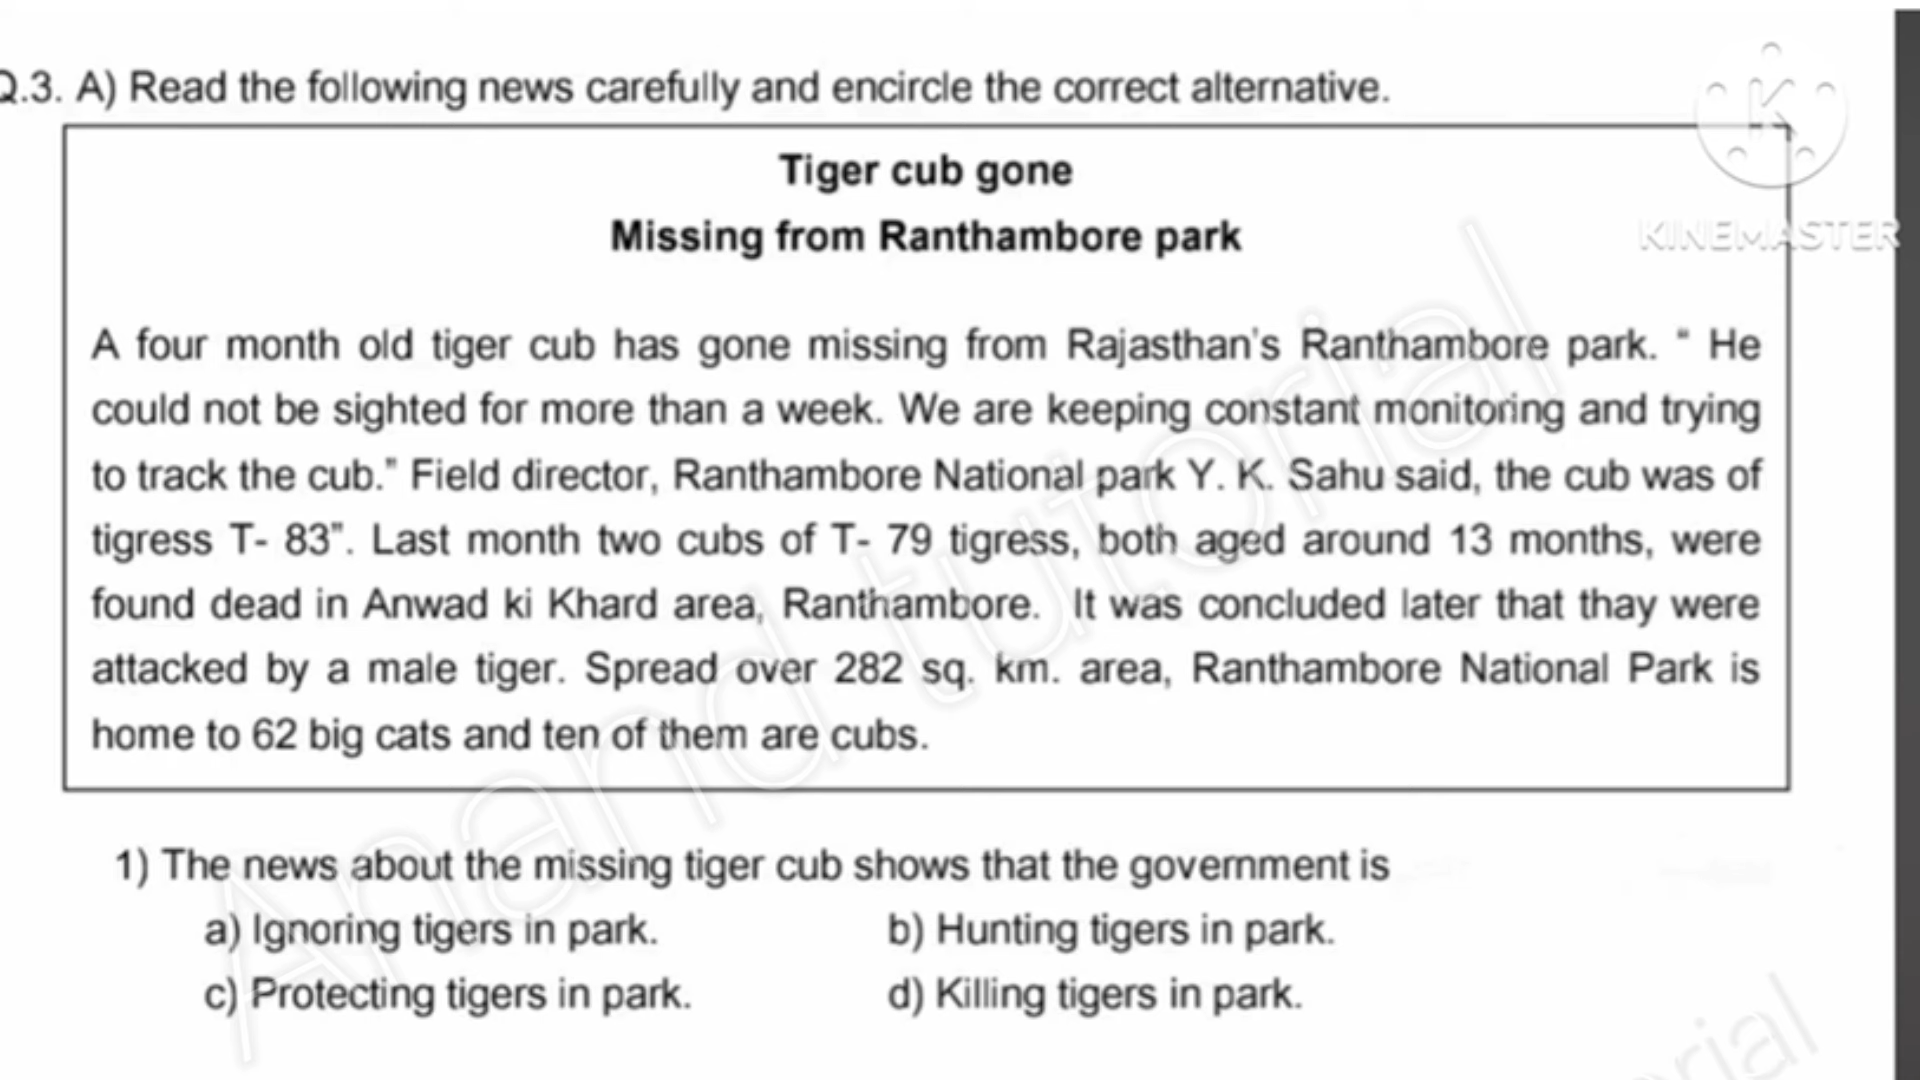 Q.3. A) Read the following news carefully and encircle the correct alternative.
Tiger cub gone
Missing from Ranthambore park
A four month old tiger cub has gone missing from Rajasthan's Ranthambore park. “ He
could not be sighted for more than a week. We are keeping constant monitoring and trying
to track the cub.” Field director, Ranthambore National park Y. K. Sahu said, the cub was of
tigress T- 83”. Last month two cubs of T- 79 tigress, both aged around 13 months, were
found dead in Anwad ki Khard area, Ranthambore. It was concluded later that thay were
attacked by a male tiger. Spread over 282 sq. km. area, Ranthambore National Park is
home to 62 big cats and ten of them are cubs.
1) The news about the missing tiger cub shows that the government is
a) Ignoring tigers in park. b) Hunting tigers in park.
c) Protecting tigers in park. d) Killing tigers in park.
K
KINEMASTER
Anand tutorial
rial